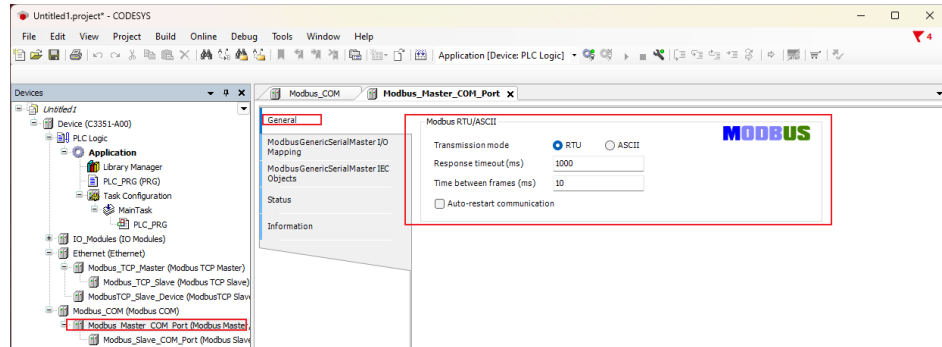 Untitled1.project* - CODESYS
File Edit View Project Build Online Debug Tools Window Help
4
Application [Device: PLC Logic]
Devices
Modbus_COM
Modbus_Master_COM_Port
Untitled1
Device (C3351-A00)
PLC Logic
Application
Library Manager
PLC_PRG (PRG)
Task Configuration
MainTask
PLC_PRG
IO_Modules (IO Modules)
Ethernet (Ethernet)
Modbus_TCP_Master (Modbus TCP Master)
Modbus_TCP_Slave (Modbus TCP Slave)
ModbusTCP_Slave_Device (ModbusTCP Slav
Modbus_COM (Modbus COM)
Modbus_Master_COM_Port (Modbus Master,
Modbus_Slave_COM_Port (Modbus Slave
General
ModbusGenericSerialMaster I/O
Mapping
ModbusGenericSerialMaster IEC
Objects
Status
Information
Modbus RTU/ASCII
MODBUS
Transmission mode RTU ASCII
Response timeout (ms) 1000
Time between frames (ms) 10
Auto-restart communication